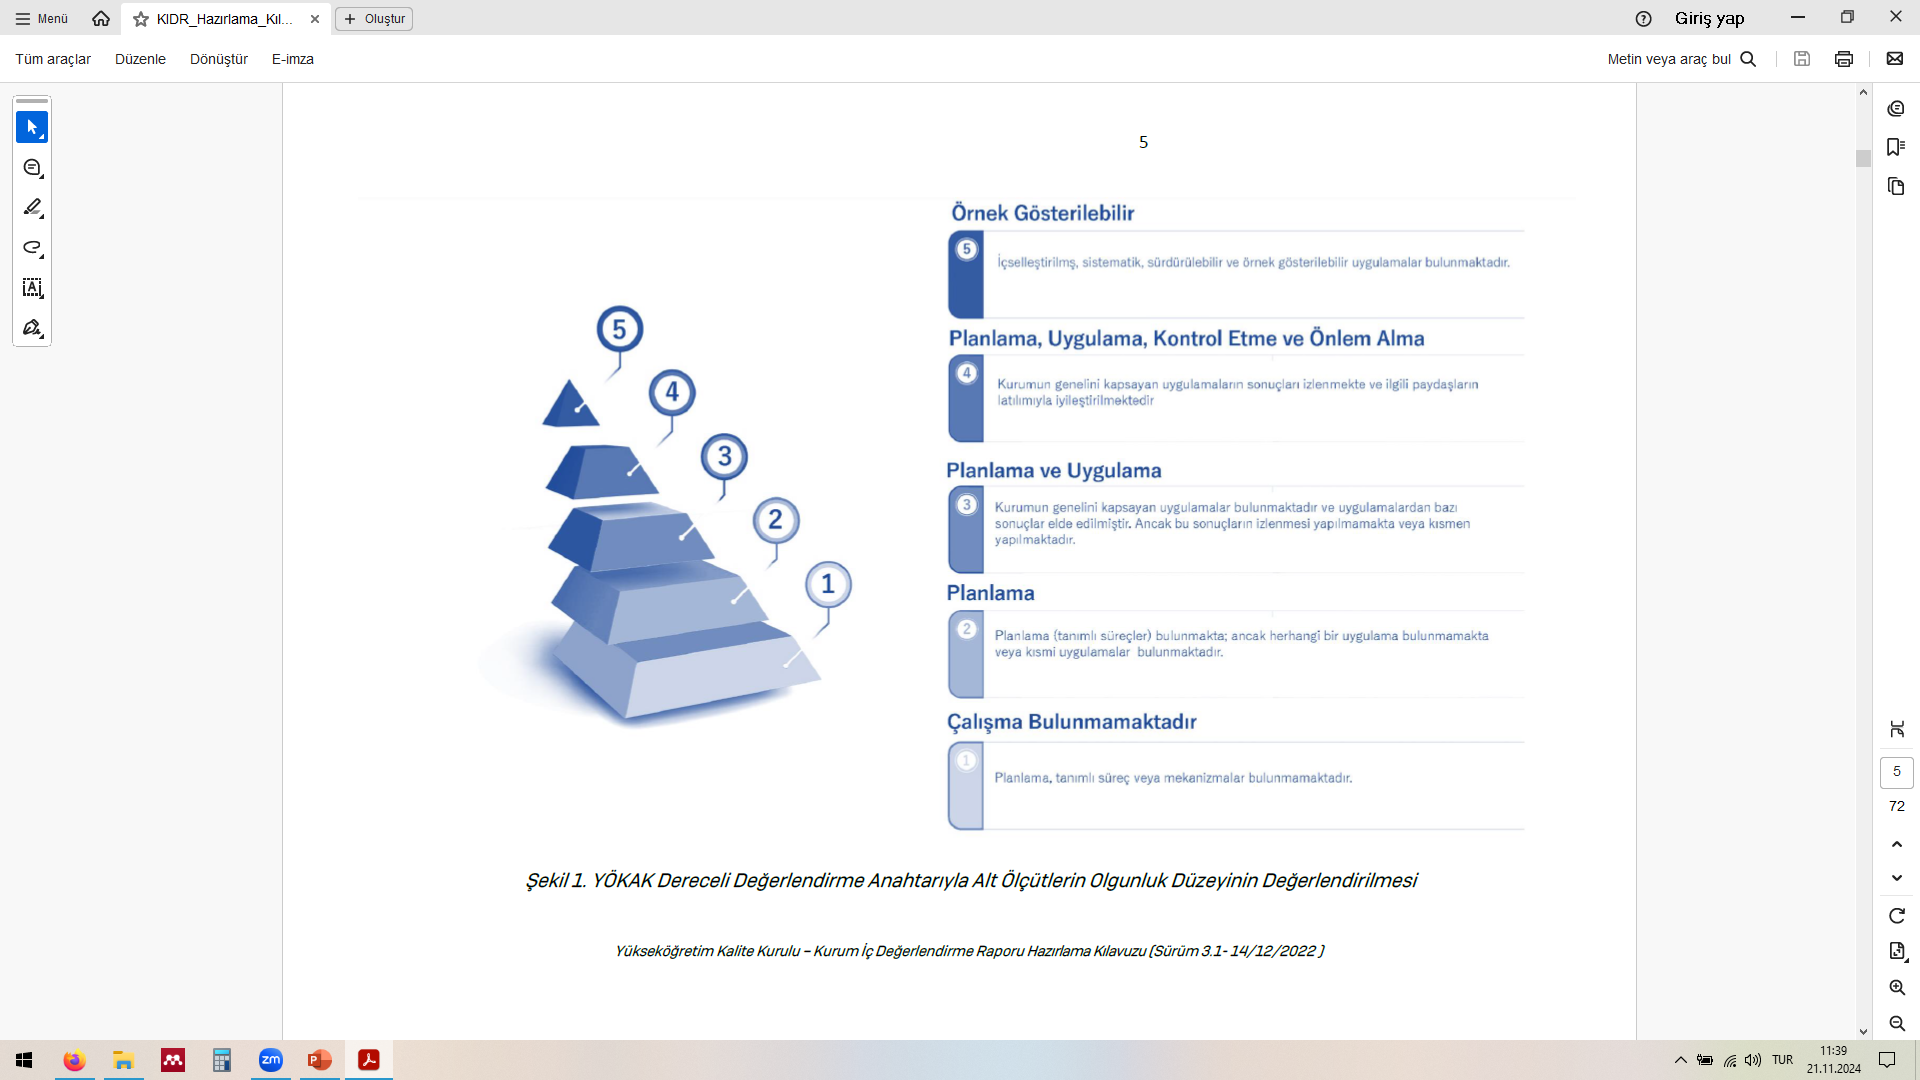 Menü
KIDR_Hazırlama_Kıl...
Oluştur
Giriş yap
Tüm araçlar
Düzenle
Dönüştür
E-imza
Metin veya araç bul
5
Örnek Gösterilebilir
5
İçselleştirilmş, sistematik, sürdürülebilir ve örnek gösterilebilir uygulamalar bulunmaktadır.
Planlama, Uygulama, Kontrol Etme ve Önlem Alma
4
Kurumun genelini kapsayan uygulamaların sonuçları izlenmekte ve ilgili paydaşların
latılımıyla iyileştirilmektedir
Planlama ve Uygulama
3
Kurumun genelini kapsayan uygulamalar bulunmaktadır ve uygulamalardan bazı
sonuçlar elde edilmiştir. Ancak bu sonuçların izlenmesi yapılmamakta veya kısmen
yapılmaktadır.
Planlama
2
Planlama (tanımlı süreçler) bulunmakta; ancak herhangi bir uygulama bulunmamakta
veya kısmi uygulamalar bulunmaktadır.
Çalışma Bulunmamaktadır
1
Planlama, tanımlı süreç veya mekanizmalar bulunmamaktadır.
5
4
3
2
1
Şekil 1. YÖKAK Dereceli Değerlendirme Anahtarıyla Alt Ölçütlerin Olgunluk Düzeyinin Değerlendirilmesi
Yükseköğretim Kalite Kurulu – Kurum İç Değerlendirme Raporu Hazırlama Kılavuzu (Sürüm 3.1- 14/12/2022 )
5
72
zm
P
TUR
11:39
21.11.2024